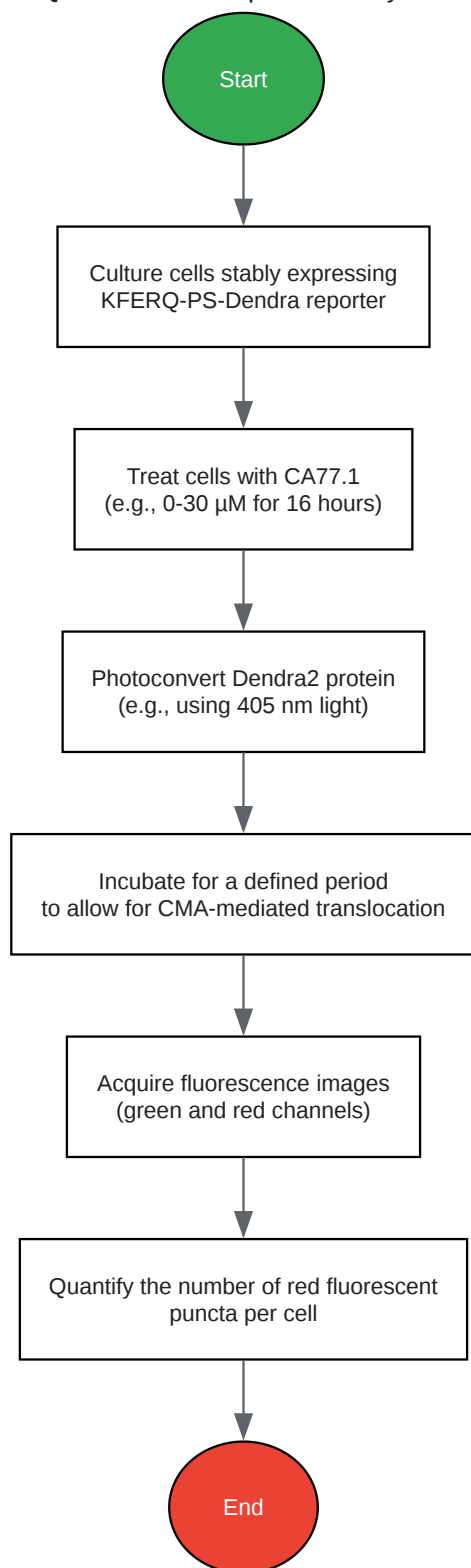 Start
Culture cells stably expressing
KFERQ-PS-Dendra reporter
Treat cells with CA77.1
(e.g., 0-30 µM for 16 hours)
Photoconvert Dendra2 protein
(e.g., using 405 nm light)
Incubate for a defined period
to allow for CMA-mediated translocation
Acquire fluorescence images
(green and red channels)
Quantify the number of red fluorescent
puncta per cell
End